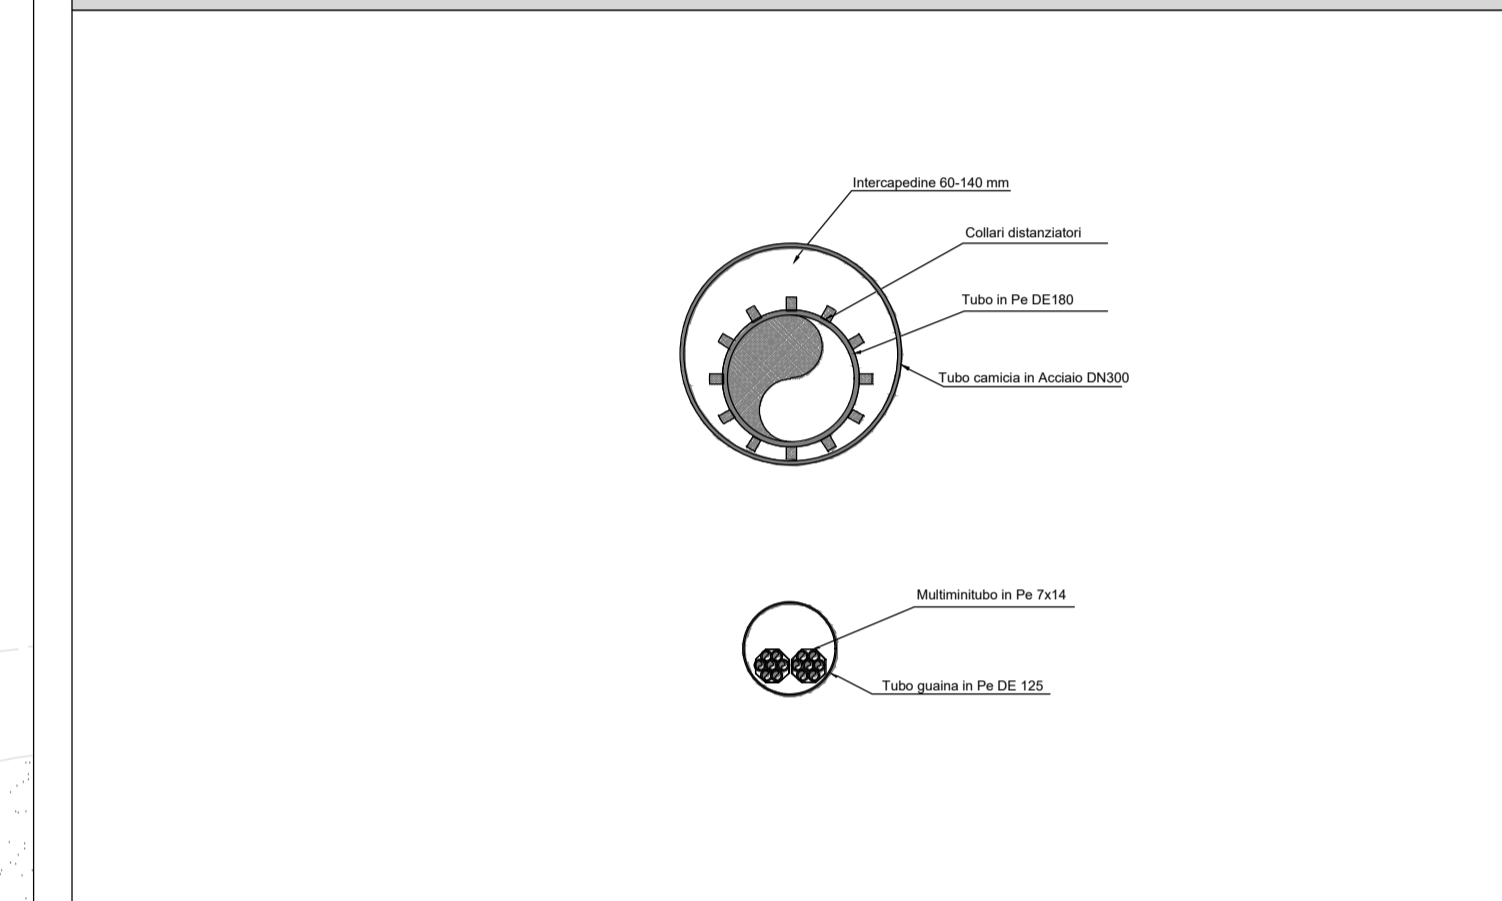 Intercapedine 60-140 mm
Collari distanziatori
Tubo in Pe DE180
Tubo camicia in Acciaio DN300
Multiminitubo in Pe 7x14
Tubo guaina in Pe DE 125